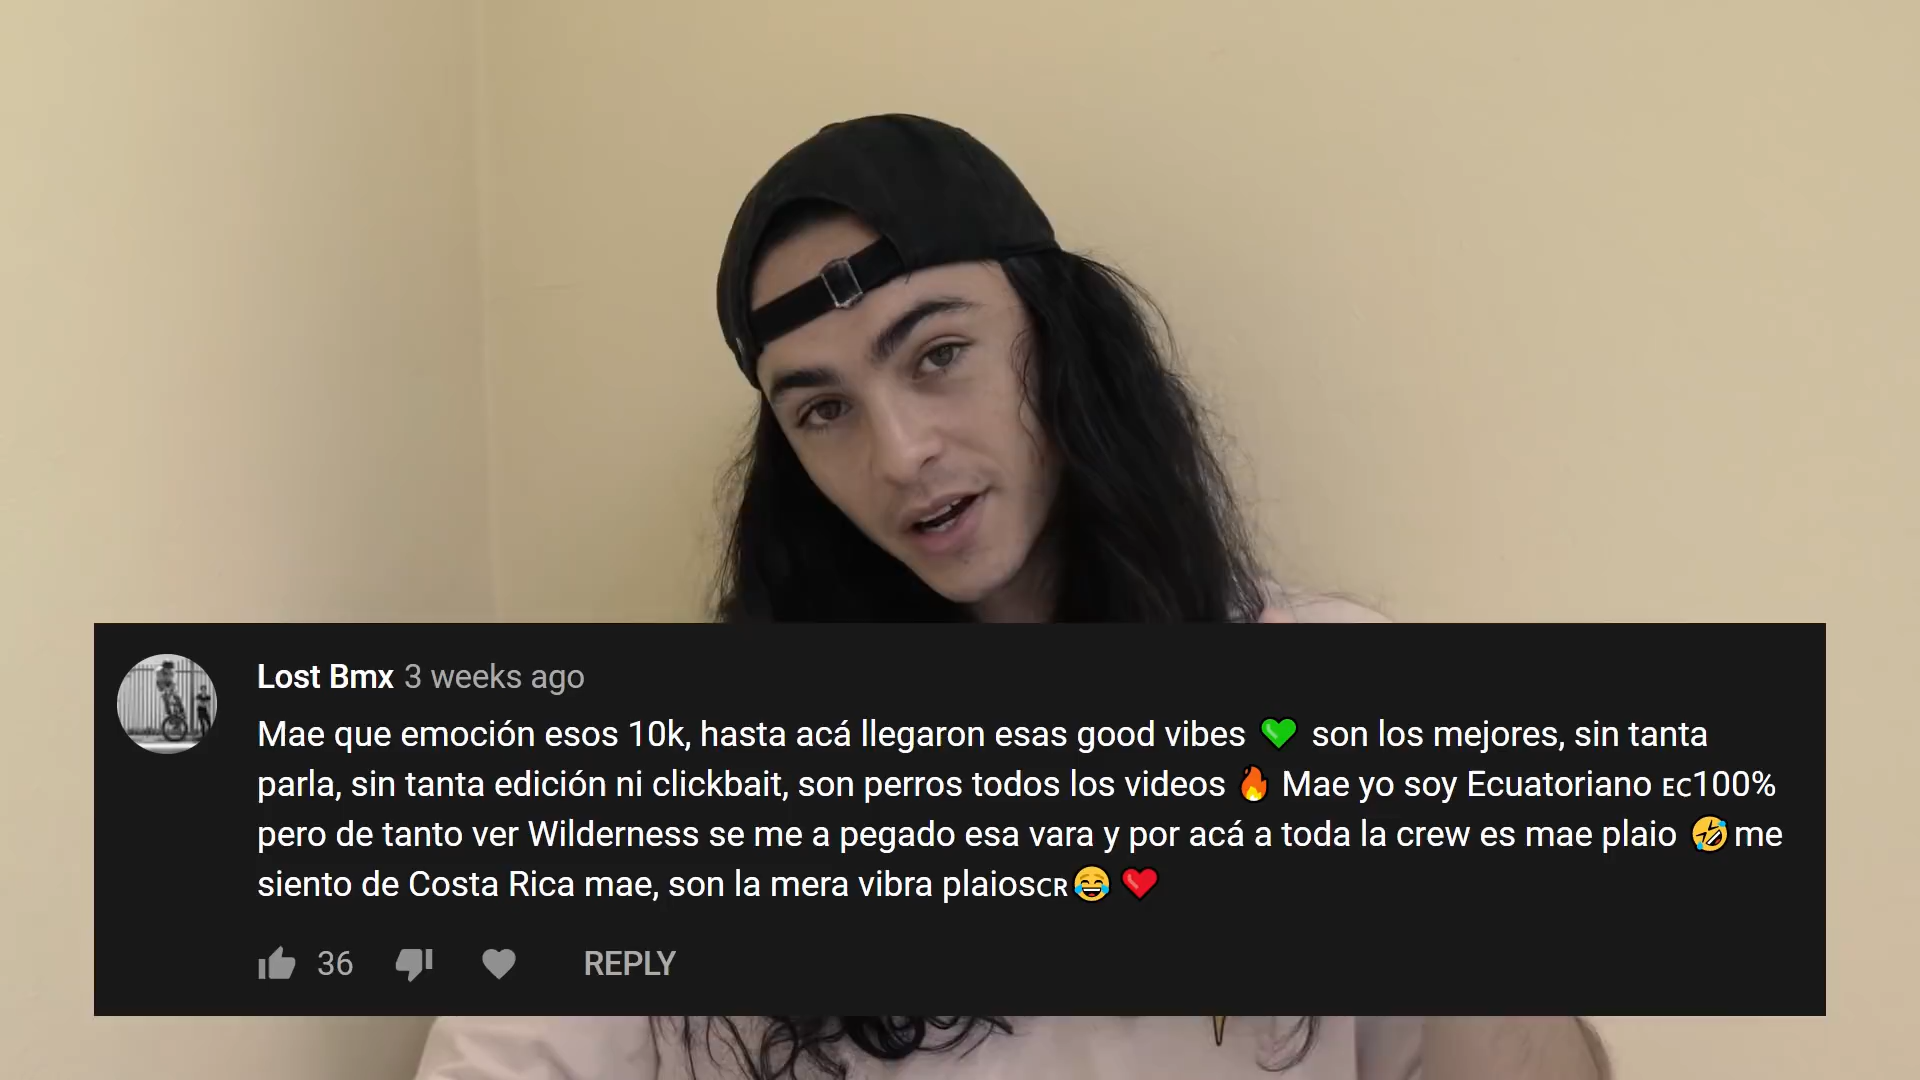 Lost Bmx 3 weeks ago
Mae que emoción esos 10k, hasta acá llegaron esas good vibes 💚 son los mejores, sin tanta
parla, sin tanta edición ni clickbait, son perros todos los videos 🔥 Mae yo soy Ecuatoriano ᴇᴄ100%
pero de tanto ver Wilderness se me a pegado esa vara y por acá a toda la crew es mae plaio 🤣 me
siento de Costa Rica mae, son la mera vibra plaiosᴄʀ😂 ❤️
36 REPLY